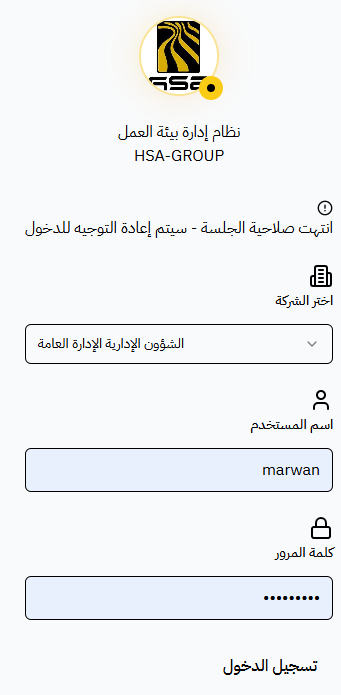 HSA
نظام إدارة بيئة العمل
HSA-GROUP
انتهت صلاحية الجلسة - سيتم إعادة التوجيه للدخول
اختر الشركة
الشؤون الإدارية الإدارة العامة
اسم المستخدم
marwan
كلمة المرور
•••••••••
تسجيل الدخول